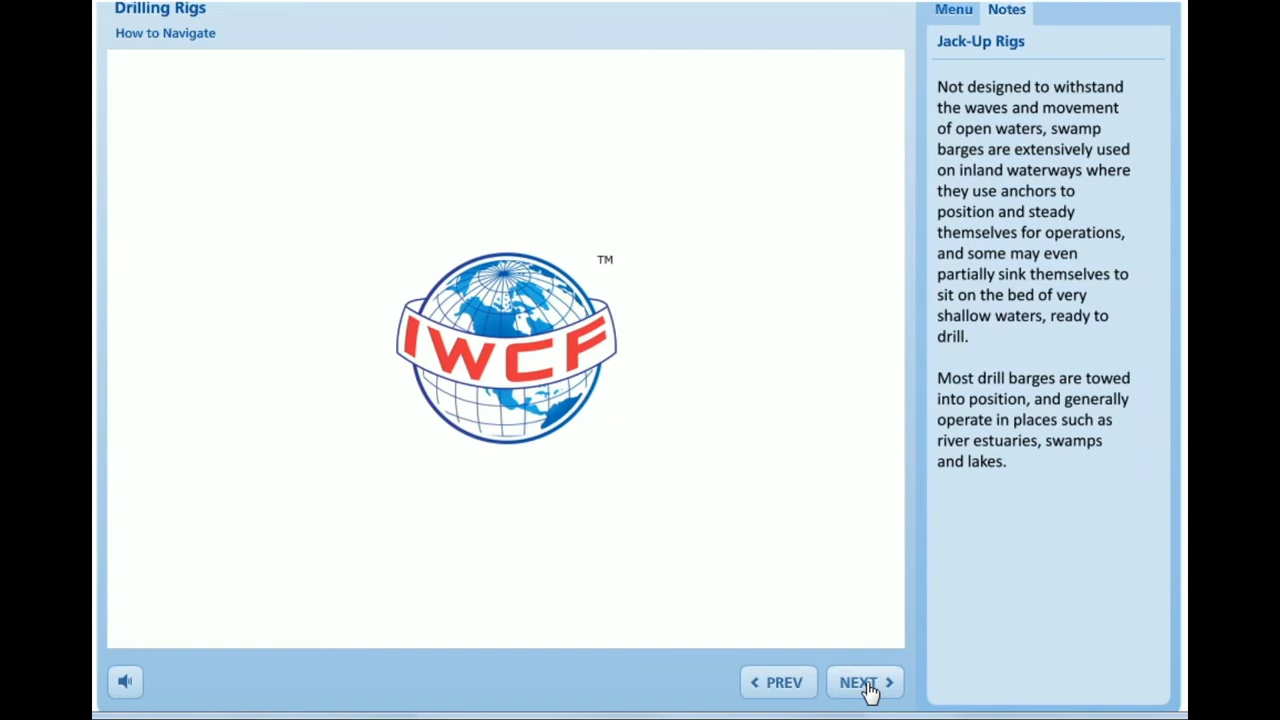 Drilling Rigs
How to Navigate
Menu
Notes
Jack-Up Rigs
Not designed to withstand
the waves and movement
of open waters, swamp
barges are extensively used
on inland waterways where
they use anchors to
position and steady
themselves for operations,
and some may even
partially sink themselves to
sit on the bed of very
shallow waters, ready to
drill.
Most drill barges are towed
into position, and generally
operate in places such as
river estuaries, swamps
and lakes.
TM
IWCF
PREV
NEXT